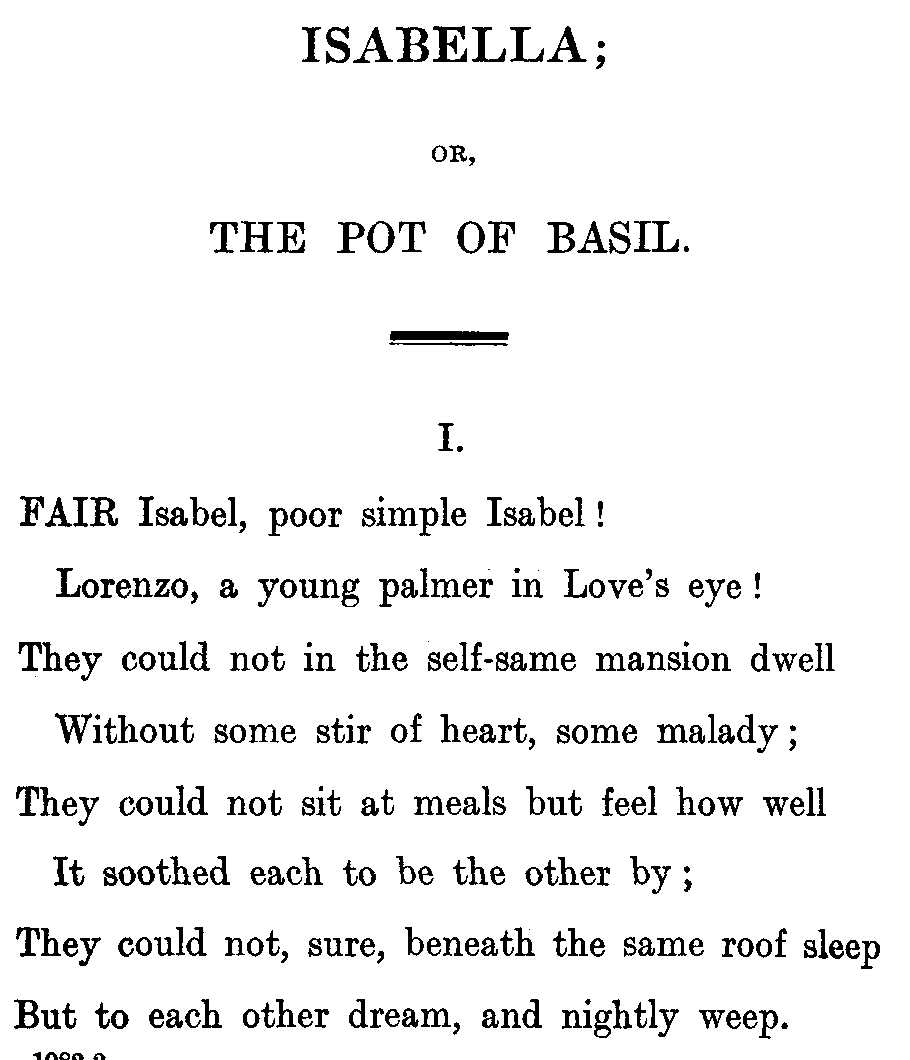 ISABELLA;
OR,
THE POT OF BASIL.
I.
FAIR Isabel, poor simple Isabel!
Lorenzo, a young palmer in Love's eye!
They could not in the self-same mansion dwell
Without some stir of heart, some malady;
They could not sit at meals but feel how well
It soothed each to be the other by;
They could not, sure, beneath the same roof sleep
But to each other dream, and nightly weep.